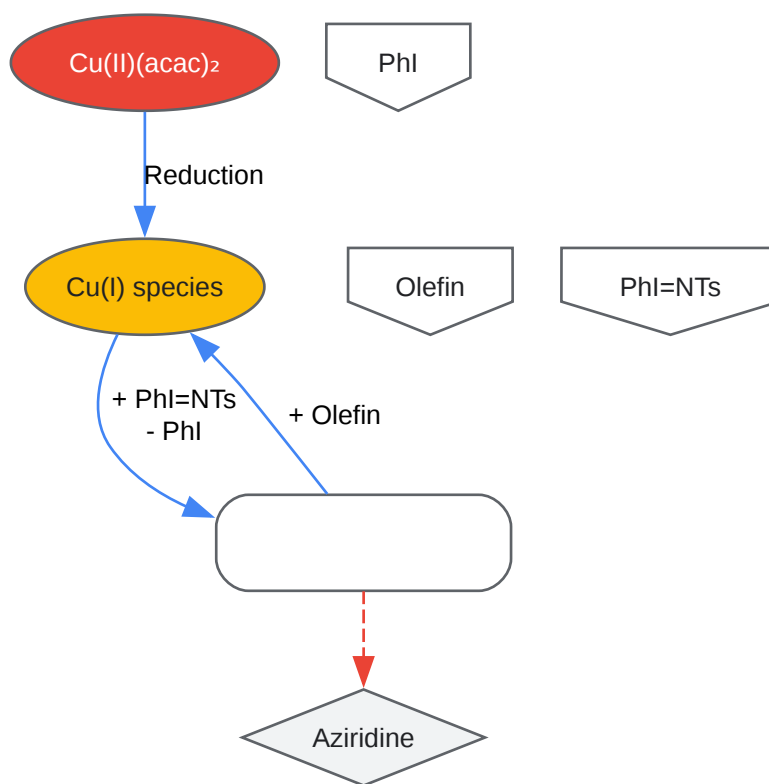 Cu(II)(acac)₂
PhI
Reduction
Cu(I) species
Olefin
PhI=NTs
+ PhI=NTs
- PhI
+ Olefin
Aziridine